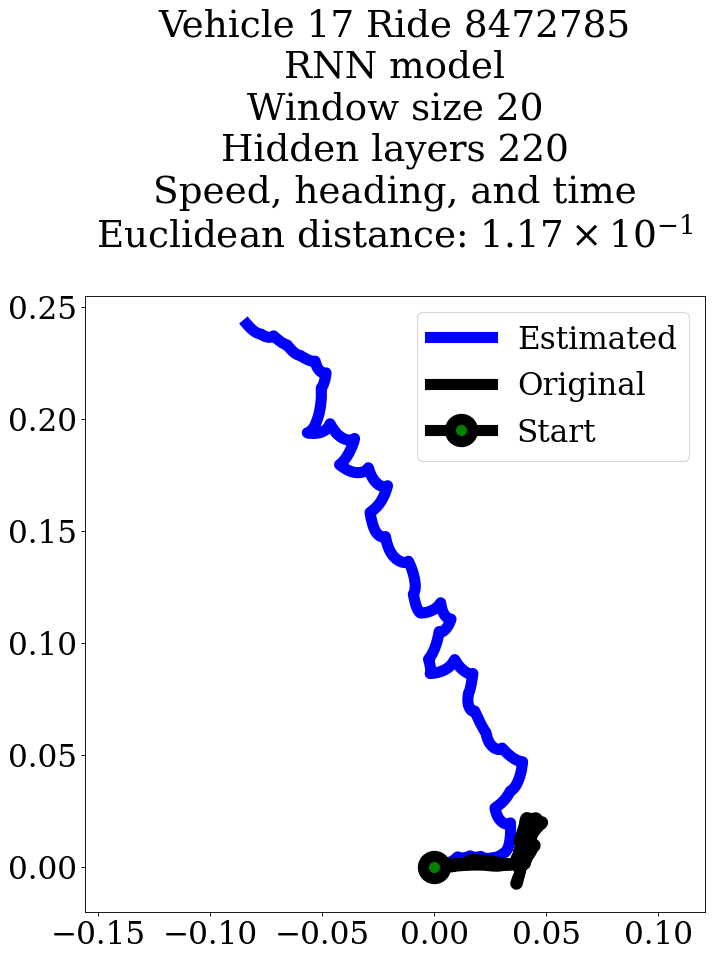 Vehicle 17 Ride 8472785
RNN model
Window size 20
Hidden layers 220
Speed, heading, and time
Euclidean distance: 1.17 × 10⁻¹
Estimated
Original
Start
0.25
0.20
0.15
0.10
0.05
0.00
−0.15 −0.10 −0.05 0.00 0.05 0.10